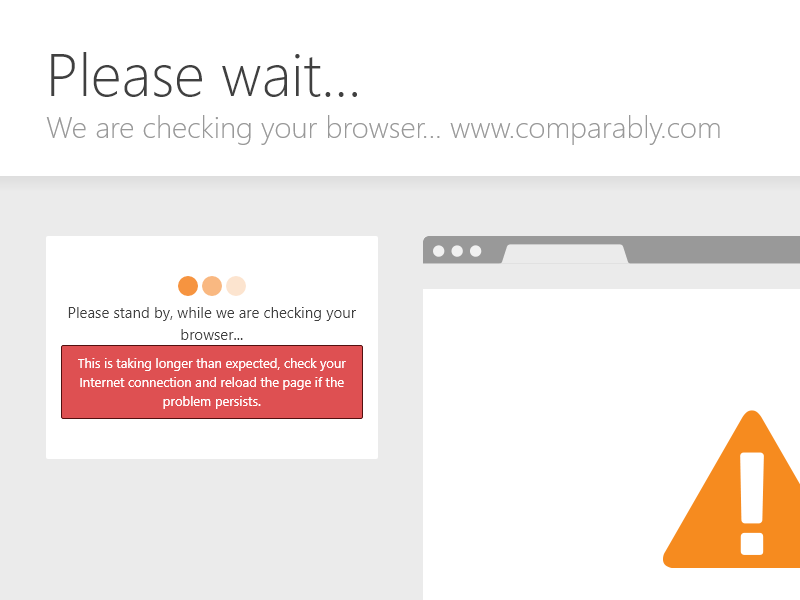 Please wait...
We are checking your browser... www.comparably.com
Please stand by, while we are checking your
browser...
This is taking longer than expected, check your
Internet connection and reload the page if the
problem persists.